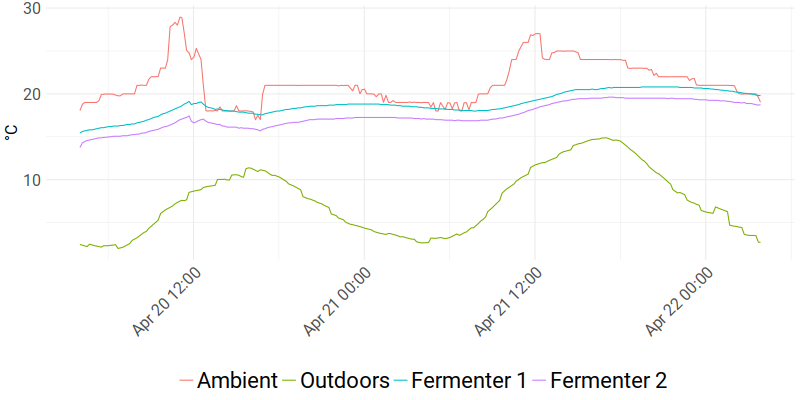 30
20
10
°C
Apr 20 12:00
Apr 21 00:00
Apr 21 12:00
Apr 22 00:00
Ambient Outdoors Fermenter 1 Fermenter 2